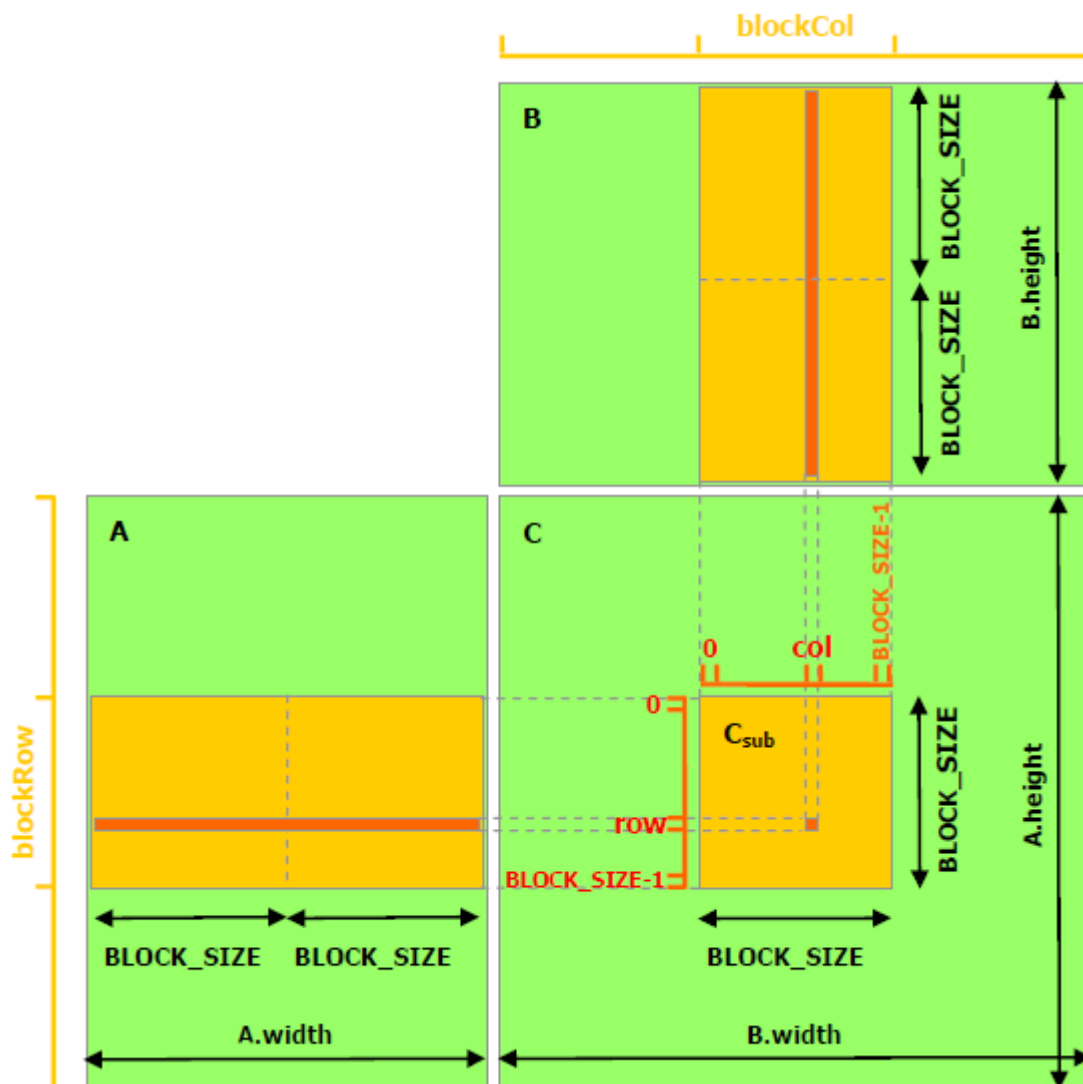 blockCol
B
BLOCK_SIZE
BLOCK_SIZE
B.height
A
C
BLOCK_SIZE-1
0
col
0
C_sub
BLOCK_SIZE
A.height
blockRow
row
BLOCK_SIZE-1
BLOCK_SIZE
BLOCK_SIZE
BLOCK_SIZE
A.width
B.width